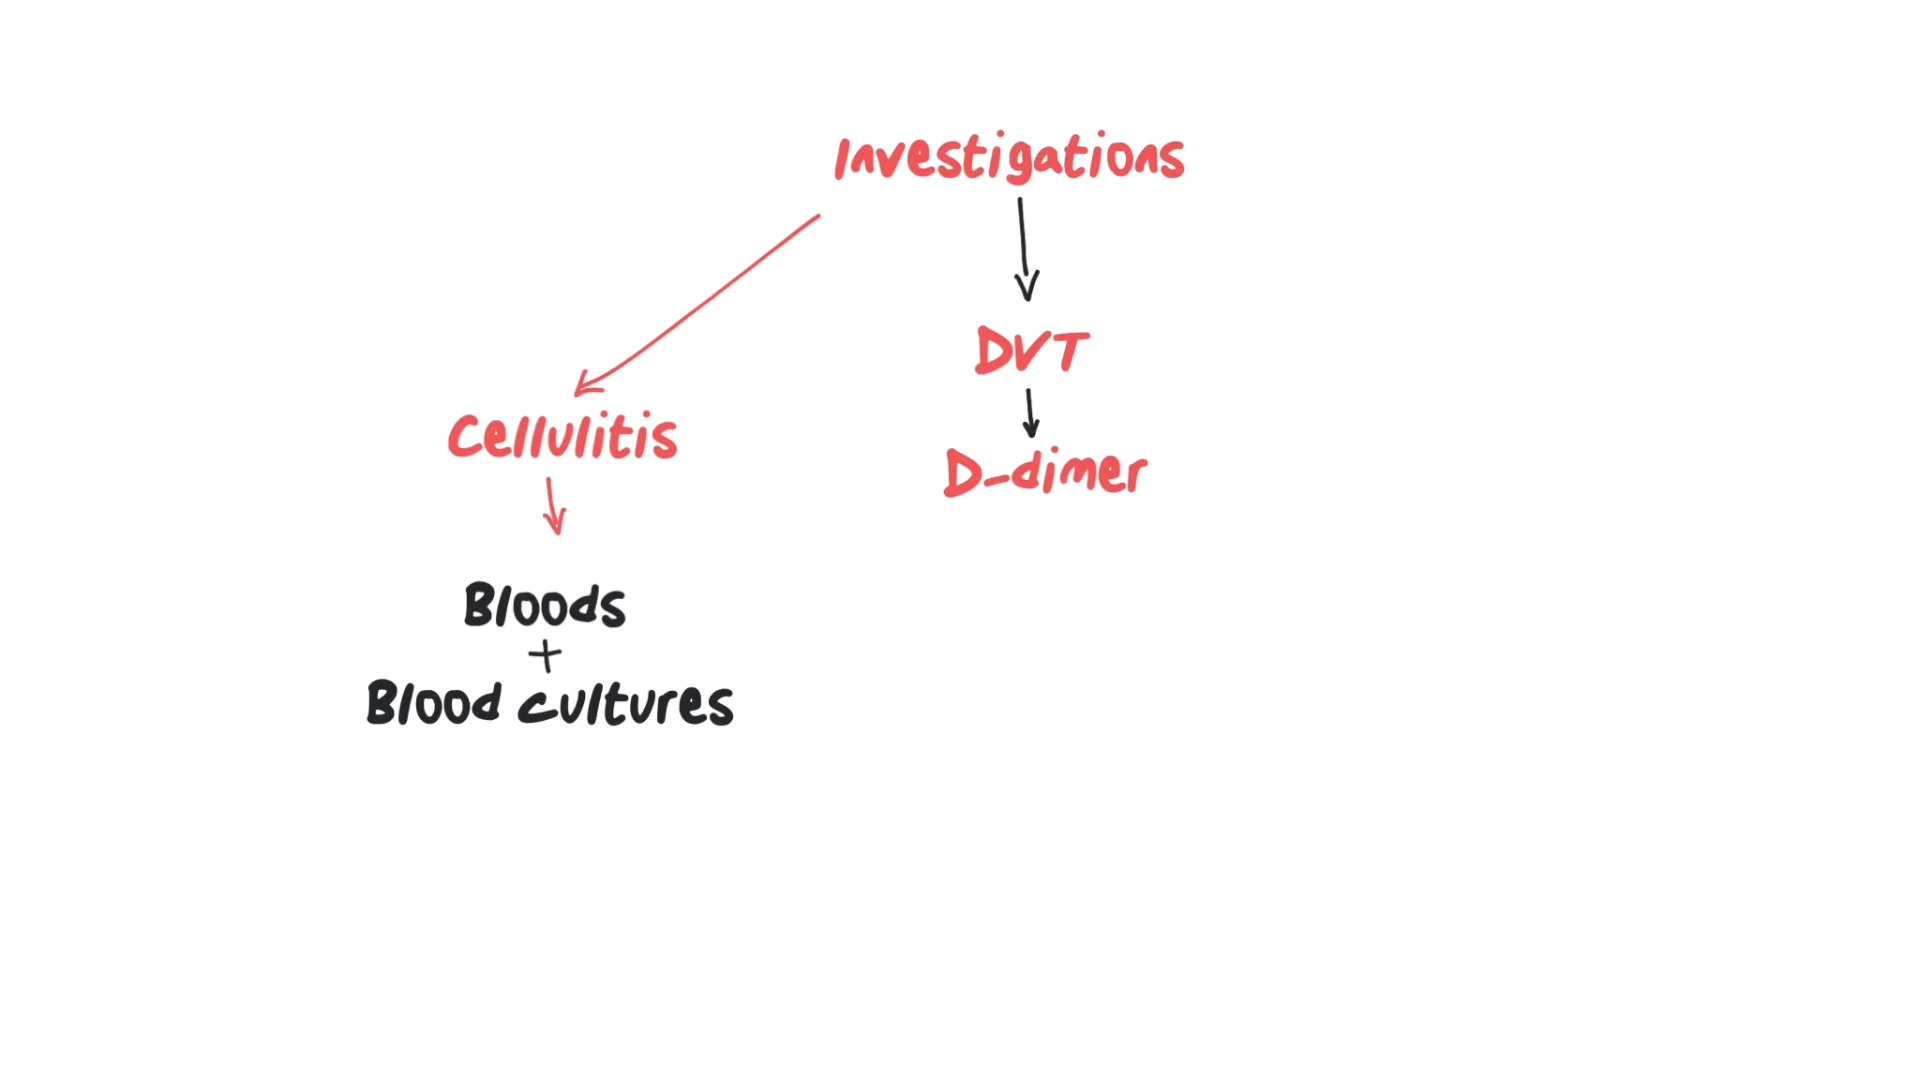 Investigations
DVT
D-dimer
Cellulitis
Bloods
+
Blood cultures